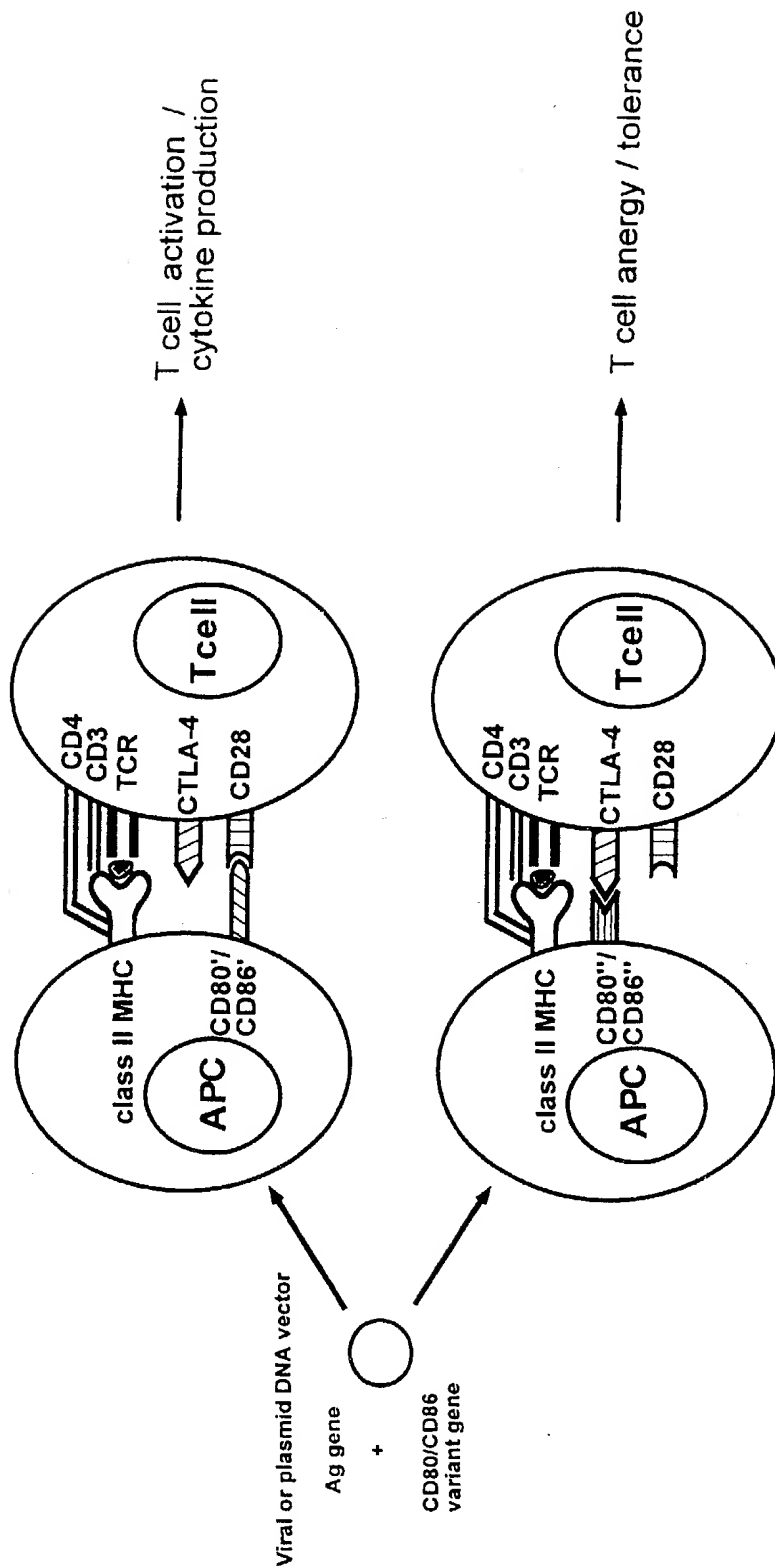 Viral or plasmid DNA vector
Ag gene
+
CD80/CD86
variant gene
class II MHC
APC
CD80'/
CD86'
CD4
CD3
TCR
CTLA-4
CD28
Tcell
T cell activation /
cytokine production
class II MHC
APC
CD80"/
CD86"
CD4
CD3
TCR
CTLA-4
CD28
Tcell
T cell anergy / tolerance